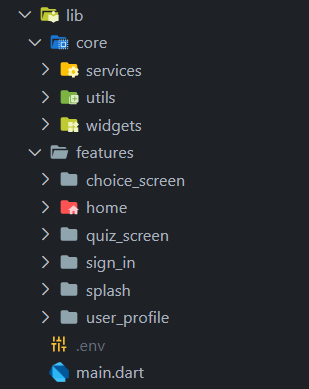 lib
core
services
utils
widgets
features
choice_screen
home
quiz_screen
sign_in
splash
user_profile
.env
main.dart